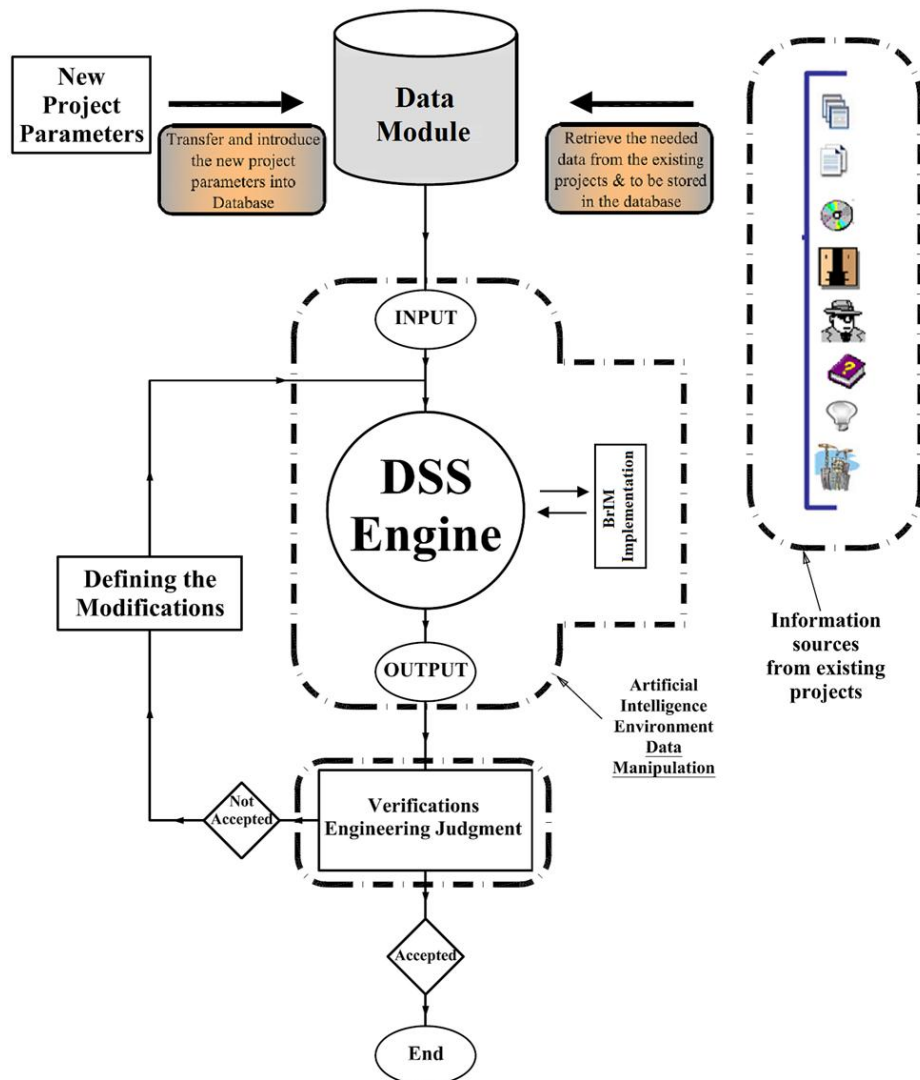 New
Project
Parameters
Data
Module
Transfer and introduce
the new project
parameters into
Database
Retrieve the needed
data from the existing
projects & to be stored
in the database
INPUT
DSS
Engine
BrIM
Implementation
?
Defining the
Modifications
OUTPUT
Information
sources
from existing
projects
Artificial
Intelligence
Environment
Data
Manipulation
Not
Accepted
Verifications
Engineering Judgment
Accepted
End